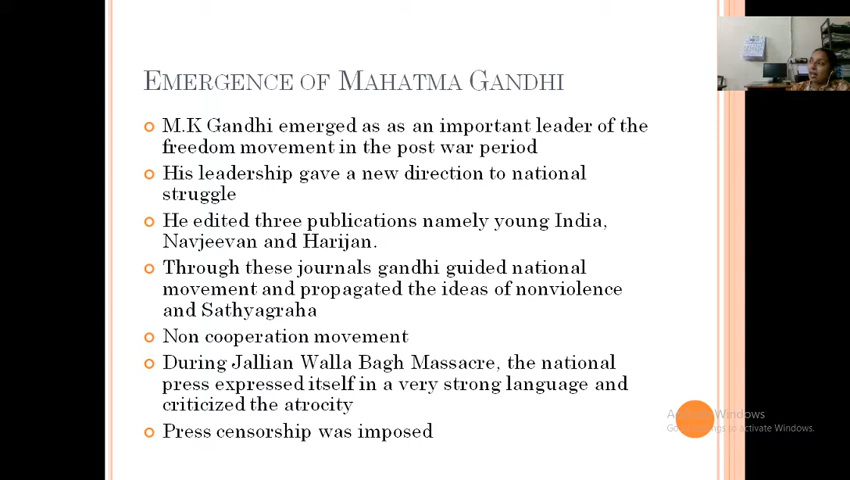 EMERGENCE OF MAHATMA GANDHI
M.K Gandhi emerged as as an important leader of the
freedom movement in the post war period
His leadership gave a new direction to national
struggle
He edited three publications namely young India,
Navjeevan and Harijan.
Through these journals gandhi guided national
movement and propagated the ideas of nonviolence
and Sathyagraha
Non cooperation movement
During Jallian Walla Bagh Massacre, the national
press expressed itself in a very strong language and
criticized the atrocity
Press censorship was imposed
Windows
to Activate Windows.